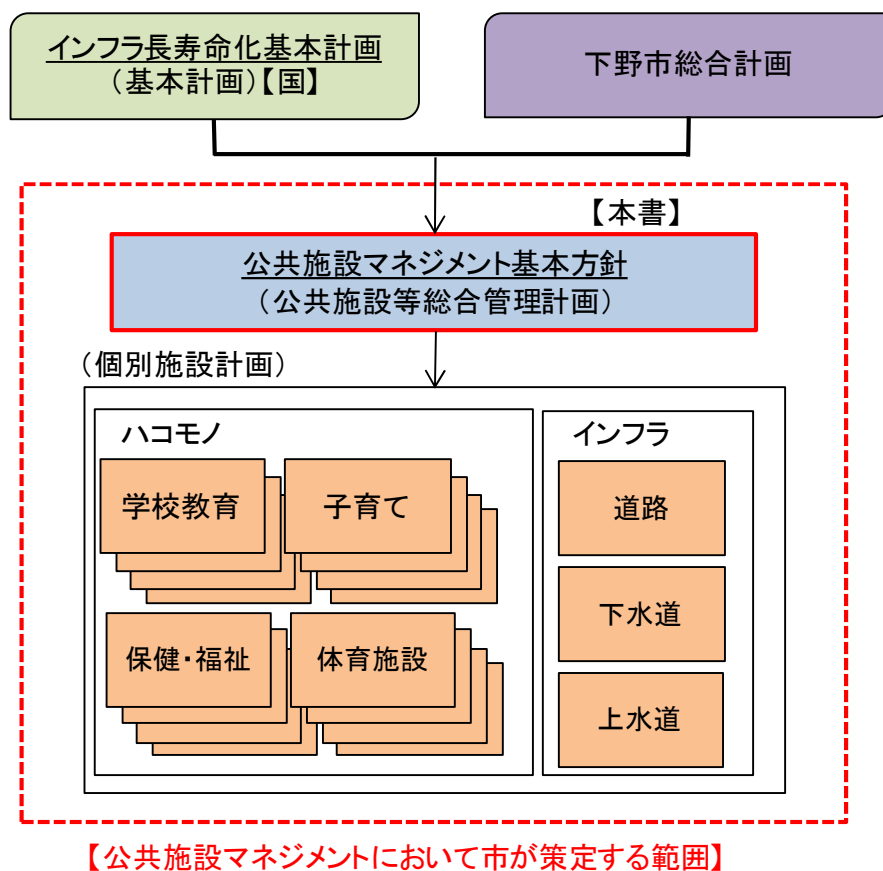 インフラ長寿命化基本計画
(基本計画)【国】
下野市総合計画
【本書】
公共施設マネジメント基本方針
(公共施設等総合管理計画)
(個別施設計画)
ハコモノ
学校教育
子育て
保健・福祉
体育施設
インフラ
道路
下水道
上水道
【公共施設マネジメントにおいて市が策定する範囲】